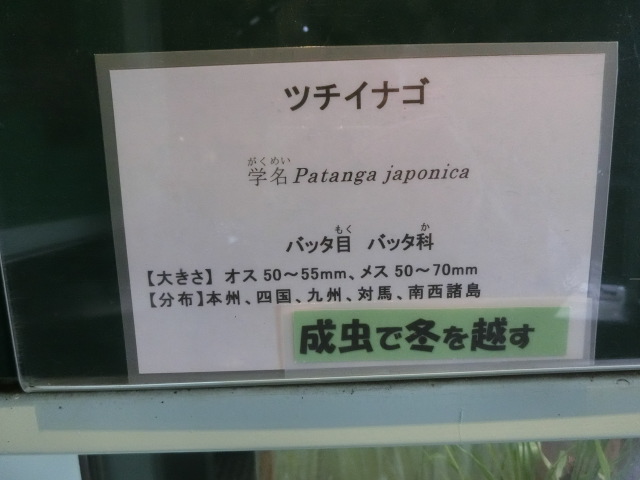 ツチイナゴ
がくめい
学名 Patanga japonica
もく か
バッタ目 バッタ科
【大きさ】 オス 50～55mm、メス 50～70mm
【分布】本州、四国、九州、対馬、南西諸島
成虫で冬を越す